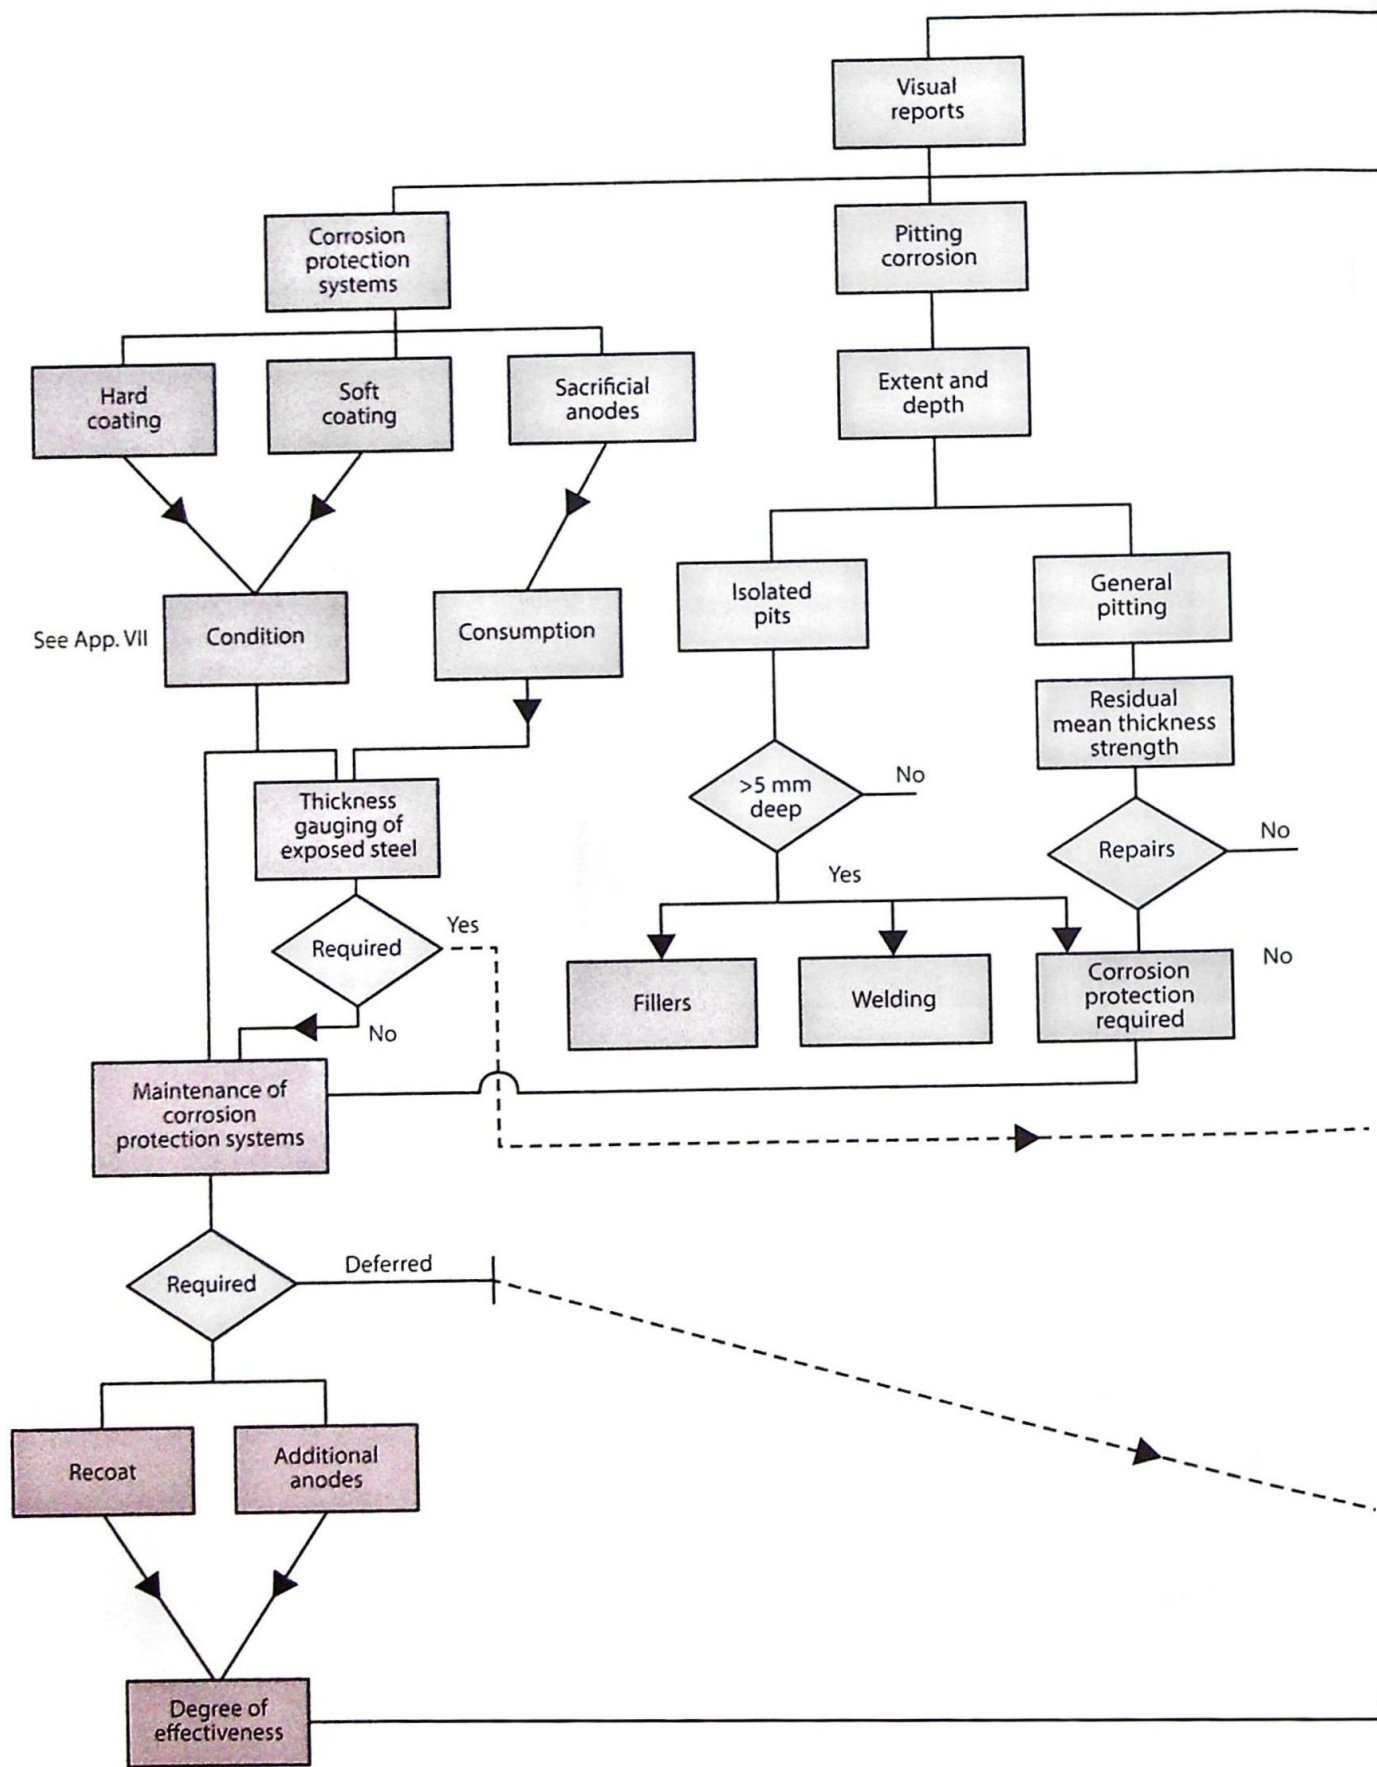 Visual
reports
Corrosion
protection
systems
Pitting
corrosion
Hard
coating
Soft
coating
Sacrificial
anodes
Extent and
depth
See App. VII
Condition
Consumption
Isolated
pits
General
pitting
Residual
mean thickness
strength
Thickness
gauging of
exposed steel
>5 mm
deep
No
Repairs
No
Yes
Required
Yes
No
Fillers
Welding
Corrosion
protection
required
No
Maintenance of
corrosion
protection systems
Required
Deferred
Recoat
Additional
anodes
Degree of
effectiveness